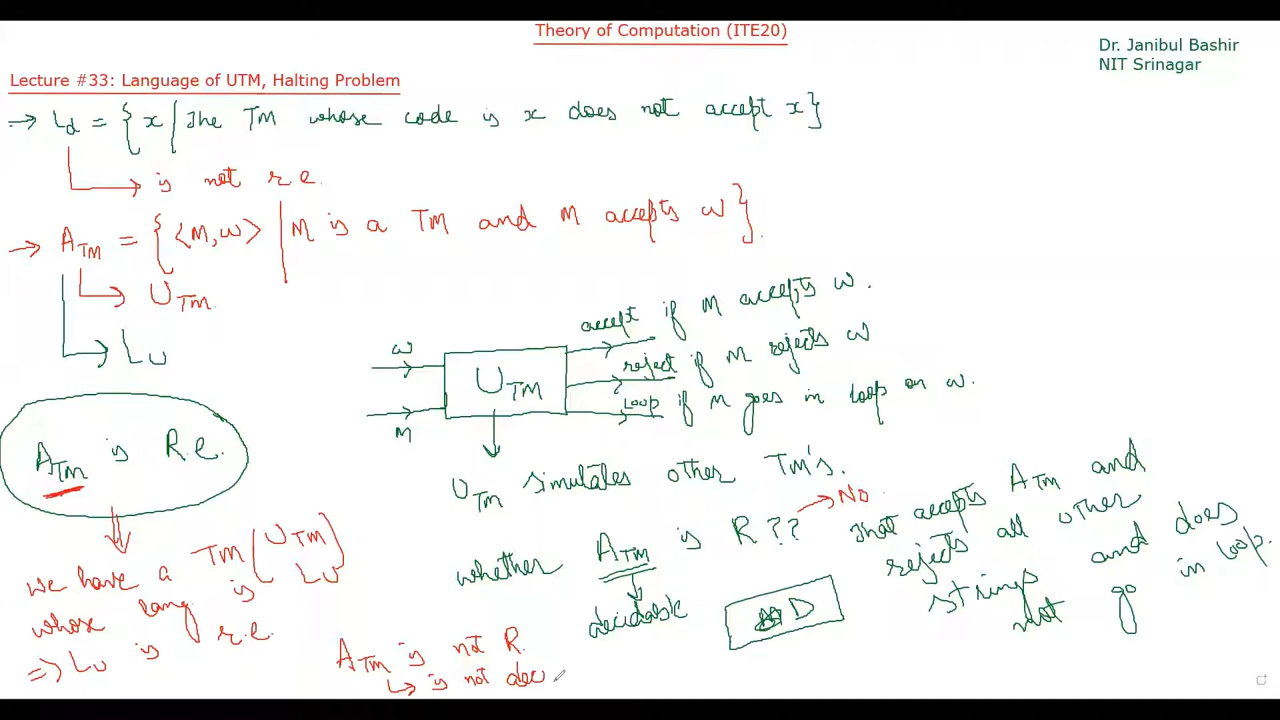 Theory of Computation (ITE20)
Dr. Janibul Bashir
NIT Srinagar
Lecture #33: Language of UTM, Halting Problem
→ Ld = {x | The TM whose code is x does not accept x}
is not r.e.
→ ATM = {⟨M,w⟩ | M is a TM and M accepts w}.
UTM
LU
w
M
UTM
accept if M accepts w.
reject if M rejects w
Loop if M goes in loop on w.
UTM simulates other TM's.
ATM is R.e.
we have a TM (UTM)
LU
whose lang is
r.e.
⇒ LU is
whether ATM is R?? → No
decidable
D
That accepts ATM and
rejects all other
strings and does
not go in loop.
ATM is not R.
↳ is not dec